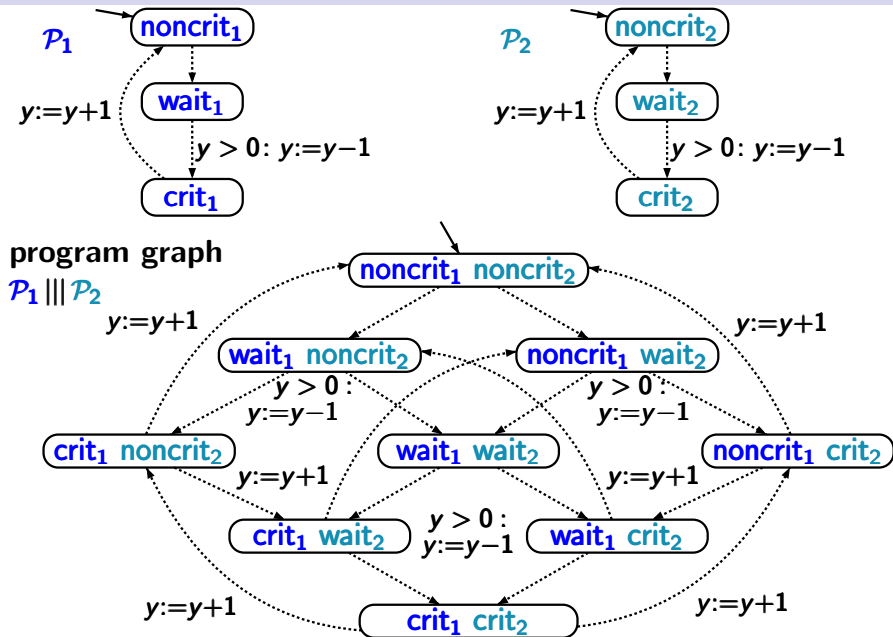 P₁ noncrit₁
wait₁
y:=y+1
y > 0: y:=y−1
crit₁
P₂ noncrit₂
wait₂
y:=y+1
y > 0: y:=y−1
crit₂
program graph
P₁ ||| P₂
noncrit₁ noncrit₂
y:=y+1
y:=y+1
wait₁ noncrit₂
noncrit₁ wait₂
y > 0:
y:=y−1
y > 0:
y:=y−1
crit₁ noncrit₂
wait₁ wait₂
noncrit₁ crit₂
y:=y+1
y:=y+1
crit₁ wait₂
y > 0:
y:=y−1
wait₁ crit₂
y:=y+1
y:=y+1
crit₁ crit₂